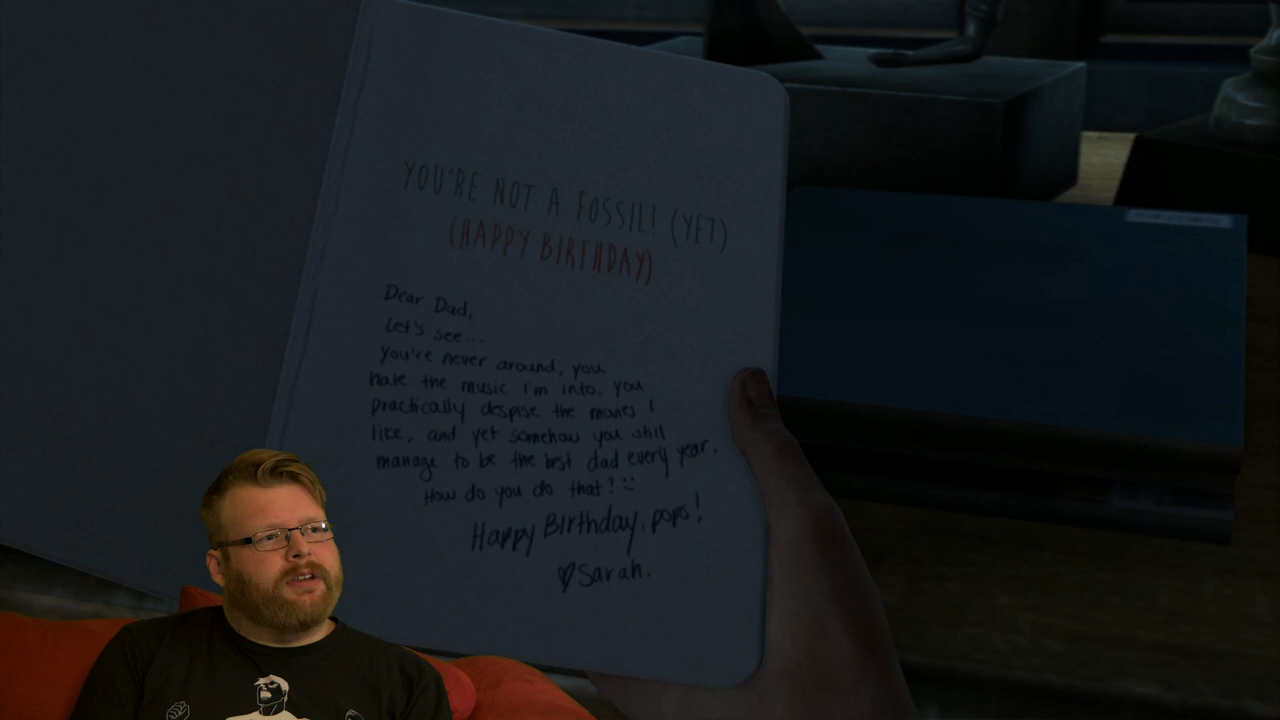 YOU'RE NOT A FOSSIL! (YET)
(HAPPY BIRTHDAY)
Dear Dad,
Let's see...
You're never around, you
hate the music I'm into, you
practically despise the movies I
like, and yet somehow you still
manage to be the best dad every year.
How do you do that? :)
Happy Birthday, pops!
♡Sarah.